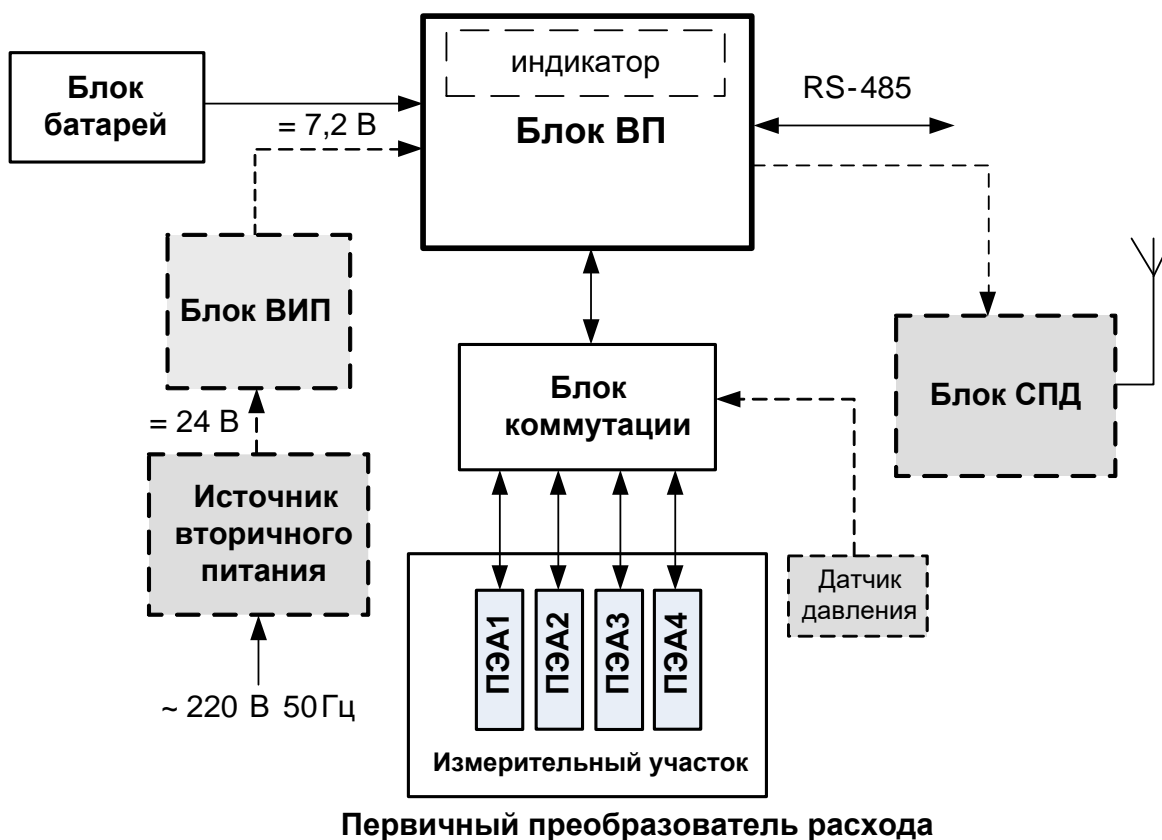 индикатор
Блок ВП
Блок
батарей
= 7,2 В
RS-485
Блок ВИП
= 24 В
Источник
вторичного
питания
~ 220 В 50 Гц
Блок
коммутации
Блок СПД
Датчик
давления
ПЭА1
ПЭА2
ПЭА3
ПЭА4
Измерительный участок
Первичный преобразователь расхода